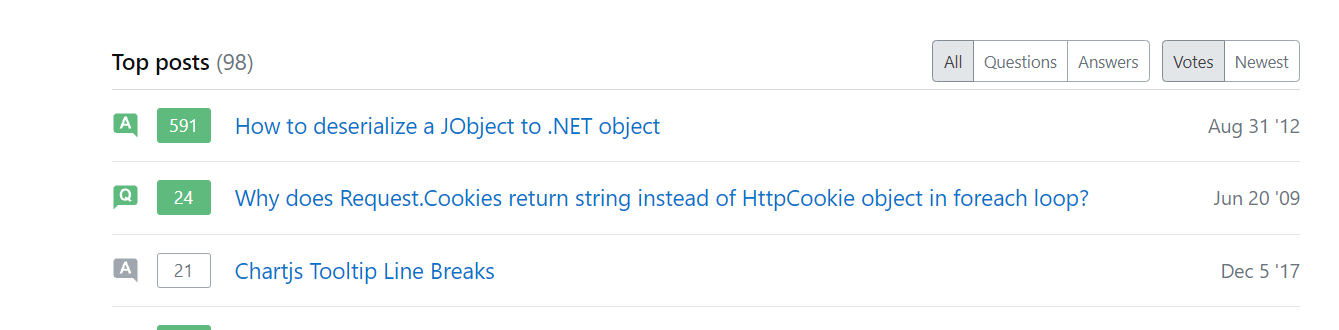 Top posts (98) All Questions Answers Votes Newest
A 591 How to deserialize a JObject to .NET object Aug 31 '12
Q 24 Why does Request.Cookies return string instead of HttpCookie object in foreach loop? Jun 20 '09
A 21 Chartjs Tooltip Line Breaks Dec 5 '17